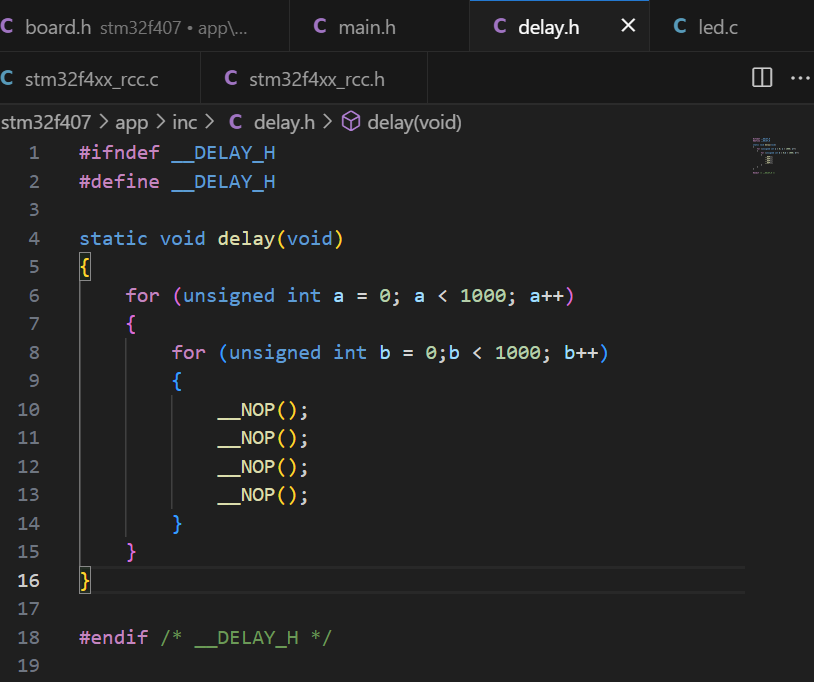 C board.h stm32f407 • app\... C main.h C delay.h × C led.c
C stm32f4xx_rcc.c C stm32f4xx_rcc.h ...
stm32f407 > app > inc > C delay.h > delay(void)
1 #ifndef __DELAY_H
2 #define __DELAY_H
3
4 static void delay(void)
5 {
6 for (unsigned int a = 0; a < 1000; a++)
7 {
8 for (unsigned int b = 0;b < 1000; b++)
9 {
10 __NOP();
11 __NOP();
12 __NOP();
13 __NOP();
14 }
15 }
16 }
17
18 #endif /* __DELAY_H */
19